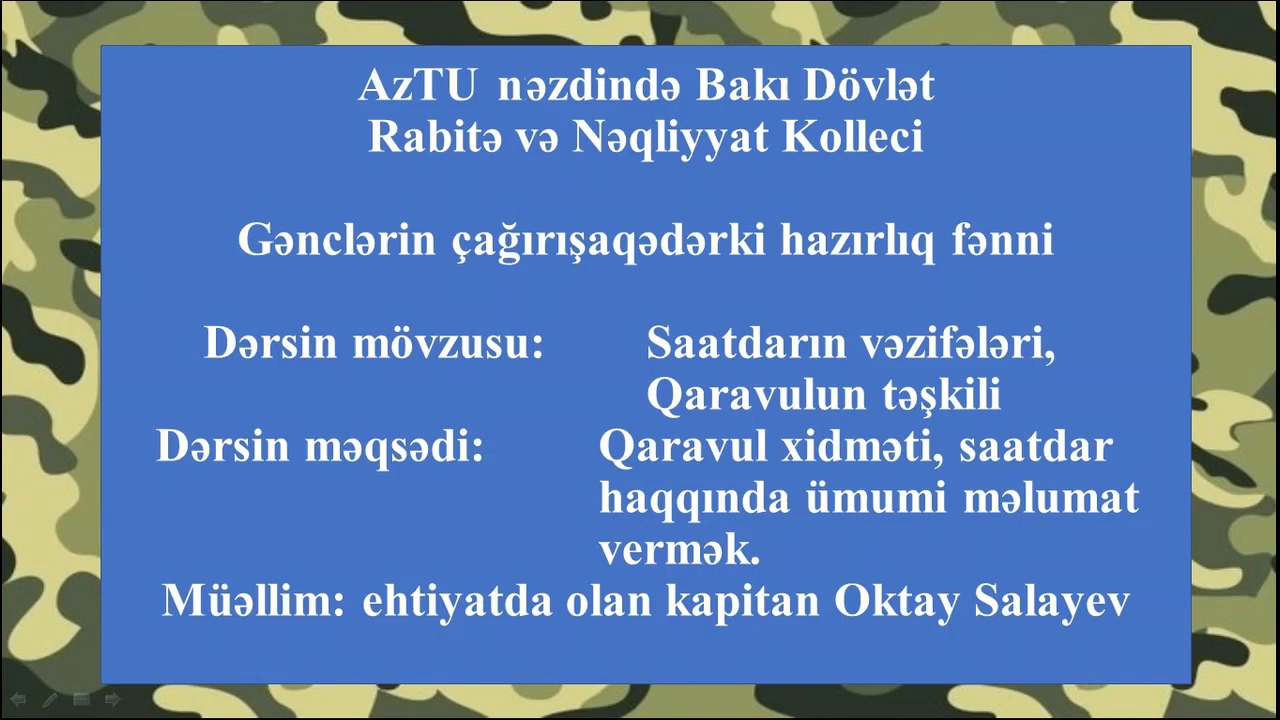 AzTU nəzdində Bakı Dövlət
Rabitə və Nəqliyyat Kolleci
Gənclərin çağırışaqədərki hazırlıq fənni
Dərsin mövzusu: Saatdarın vəzifələri,
Qaravulun təşkili
Dərsin məqsədi: Qaravul xidməti, saatdar
haqqında ümumi məlumat
vermək.
Müəllim: ehtiyatda olan kapitan Oktay Salayev